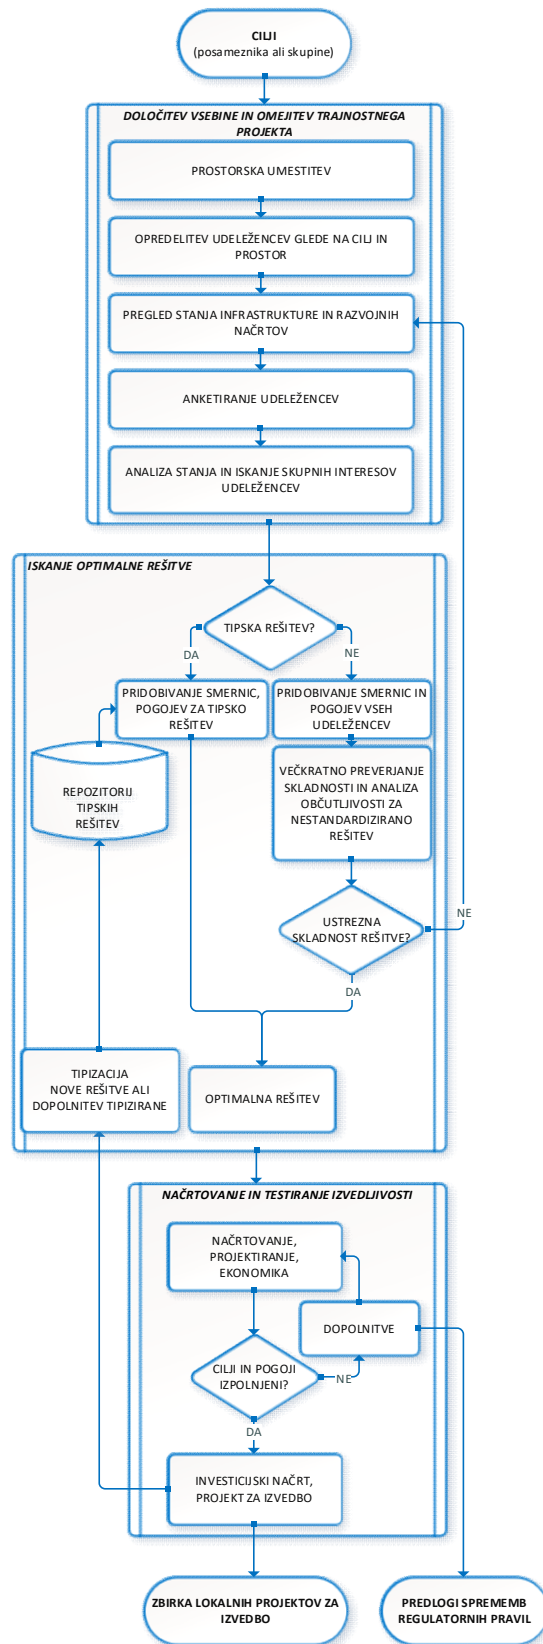 CILJI
(posameznika ali skupine)
DOLOČITEV VSEBINE IN OMEJITEV TRAJNOSTNEGA
PROJEKTA
PROSTORSKA UMESTITEV
OPREDELITEV UDELEŽENCEV GLEDE NA CILJ IN
PROSTOR
PREGLED STANJA INFRASTRUKTURE IN RAZVOJNIH
NAČRTOV
ANKETIRANJE UDELEŽENCEV
ANALIZA STANJA IN ISKANJE SKUPNIH INTERESOV
UDELEŽENCEV
ISKANJE OPTIMALNE REŠITVE
TIPSKA REŠITEV?
DA
NE
PRIDOBIVANJE SMERNIC,
POGOJEV ZA TIPSKO
REŠITEV
PRIDOBIVANJE SMERNIC IN
POGOJEV VSEH
UDELEŽENCEV
REPOZITORIJ
TIPSKIH
REŠITEV
VEČKRATNO PREVERJANJE
SKLADNOSTI IN ANALIZA
OBČUTLJIVOSTI ZA
NESTANDARDIZIRANO
REŠITEV
USTREZNA
SKLADNOST REŠITVE?
NE
DA
TIPIZACIJA
NOVE REŠITVE ALI
DOPOLNITEV TIPIZIRANE
OPTIMALNA REŠITEV
NAČRTOVANJE IN TESTIRANJE IZVEDLJIVOSTI
NAČRTOVANJE,
PROJEKTIRANJE,
EKONOMIKA
DOPOLNITVE
CILJI IN POGOJI
IZPOLNJENI?
NE
DA
INVESTICIJSKI NAČRT,
PROJEKT ZA IZVEDBO
ZBIRKA LOKALNIH PROJEKTOV ZA
IZVEDBO
PREDLOGI SPREMEMB
REGULATORNIH PRAVIL